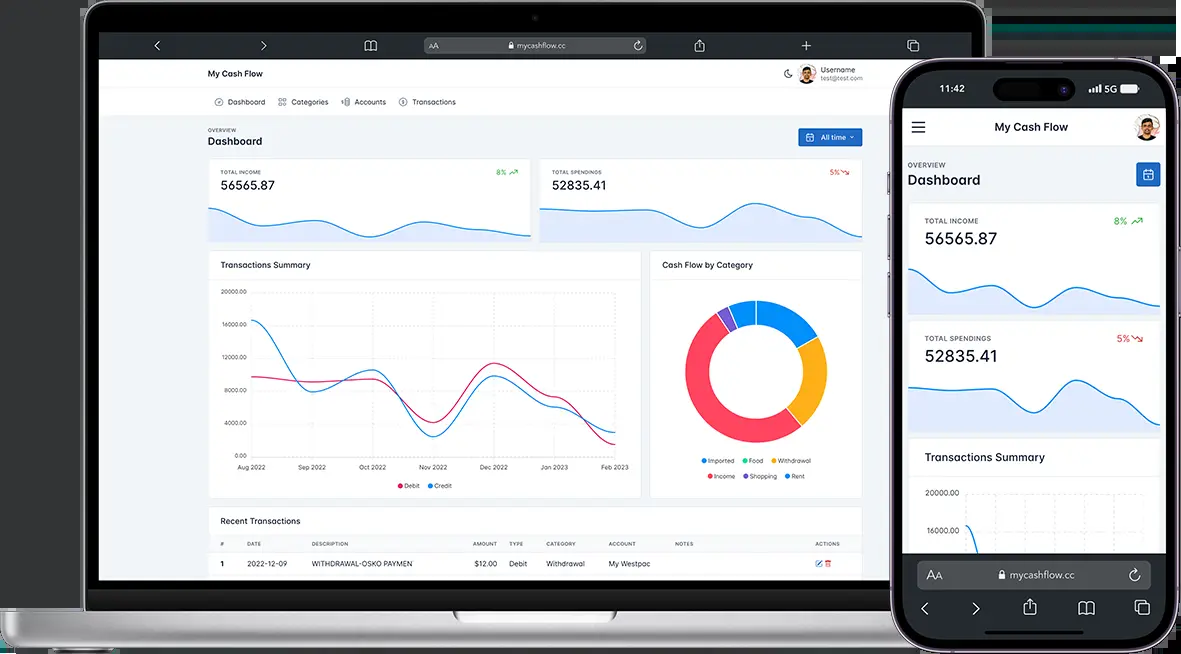 AA mycashflow.cc
My Cash Flow
Username
test@test.com
Dashboard Categories Accounts Transactions
OVERVIEW
Dashboard
All time
TOTAL INCOME 8%
56565.87
TOTAL SPENDINGS 5%
52835.41
Transactions Summary
20000.00
16000.00
12000.00
8000.00
4000.00
0.00
Aug 2022 Sep 2022 Oct 2022 Nov 2022 Dec 2022 Jan 2023 Feb 2023
Debit Credit
Cash Flow by Category
Imported Food Withdrawal
Income Shopping Rent
Recent Transactions
# DATE DESCRIPTION AMOUNT TYPE CATEGORY ACCOUNT NOTES ACTIONS
1 2022-12-09 WITHDRAWAL-OSKO PAYMEN $12.00 Debit Withdrawal My Westpac
11:42 5G
My Cash Flow
OVERVIEW
Dashboard
TOTAL INCOME 8%
56565.87
TOTAL SPENDINGS 5%
52835.41
Transactions Summary
20000.00
16000.00
AA mycashflow.cc